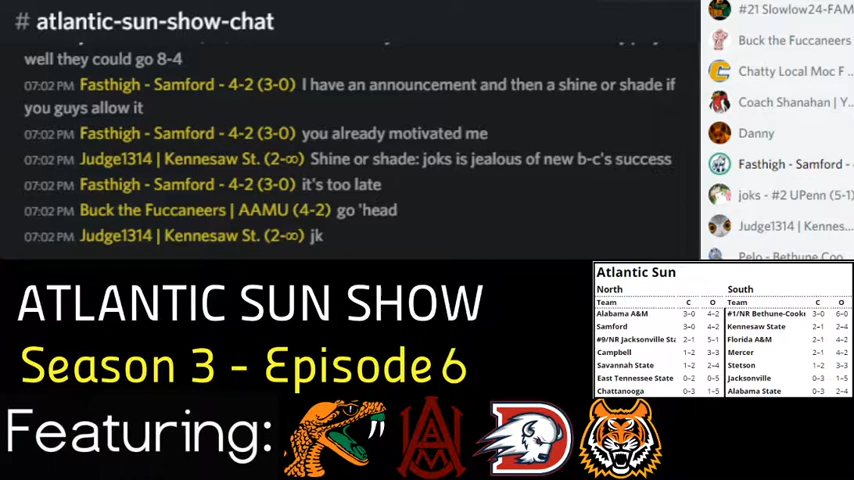 # atlantic-sun-show-chat
well they could go 8-4
07:02 PM Fasthigh - Samford - 4-2 (3-0) I have an announcement and then a shine or shade if
you guys allow it
07:02 PM Fasthigh - Samford - 4-2 (3-0) you already motivated me
07:02 PM Judge1314 | Kennesaw St. (2-∞) Shine or shade: joks is jealous of new b-c's success
07:02 PM Fasthigh - Samford - 4-2 (3-0) it's too late
07:02 PM Buck the Fuccaneers | AAMU (4-2) go 'head
07:02 PM Judge1314 | Kennesaw St. (2-∞) jk
#21 Slowlow24-FAM
Buck the Fuccaneers
Chatty Local Moc F ..
Coach Shanahan | Y..
Danny
Fasthigh - Samford -
joks - #2 UPenn (5-1)
Judge1314 | Kennes...
Pelo - Bethune Coo
ATLANTIC SUN SHOW
Season 3 - Episode 6
Featuring:
Atlantic Sun
North South
Team C O Team C O
Alabama A&M 3-0 4-2 #1/NR Bethune-Cooki 3-0 6-0
Samford 3-0 4-2 Kennesaw State 2-1 2-4
#9/NR Jacksonville Sta 2-1 5-1 Florida A&M 2-1 4-2
Campbell 1-2 3-3 Mercer 2-1 4-2
Savannah State 1-2 2-4 Stetson 1-2 3-3
East Tennessee State 0-2 0-5 Jacksonville 0-3 1-5
Chattanooga 0-3 1-5 Alabama State 0-3 2-4